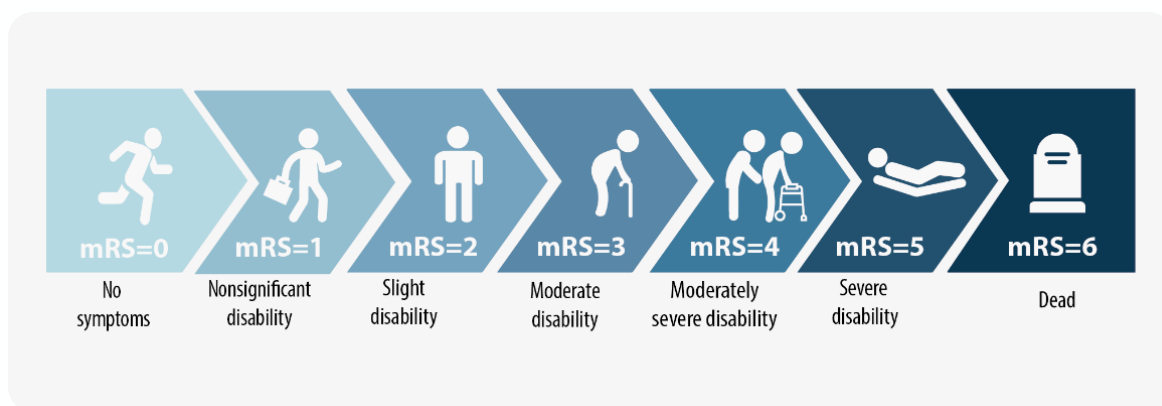 mRS=0
mRS=1
mRS=2
mRS=3
mRS=4
mRS=5
mRS=6
No
symptoms
Nonsignificant
disability
Slight
disability
Moderate
disability
Moderately
severe disability
Severe
disability
Dead